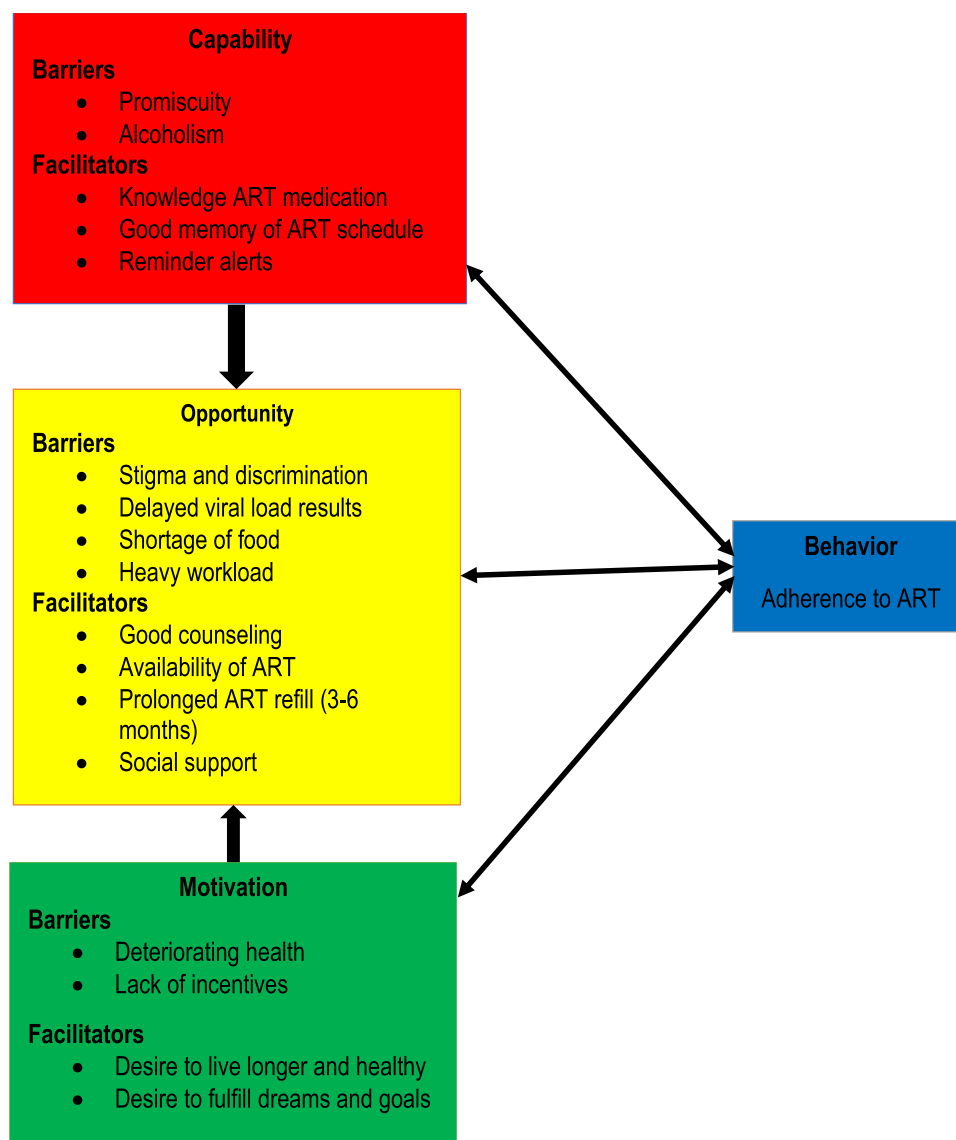 Capability
Barriers
• Promiscuity
• Alcoholism
Facilitators
• Knowledge ART medication
• Good memory of ART schedule
• Reminder alerts
Opportunity
Barriers
• Stigma and discrimination
• Delayed viral load results
• Shortage of food
• Heavy workload
Facilitators
• Good counseling
• Availability of ART
• Prolonged ART refill (3-6
months)
• Social support
Behavior
Adherence to ART
Motivation
Barriers
• Deteriorating health
• Lack of incentives
Facilitators
• Desire to live longer and healthy
• Desire to fulfill dreams and goals